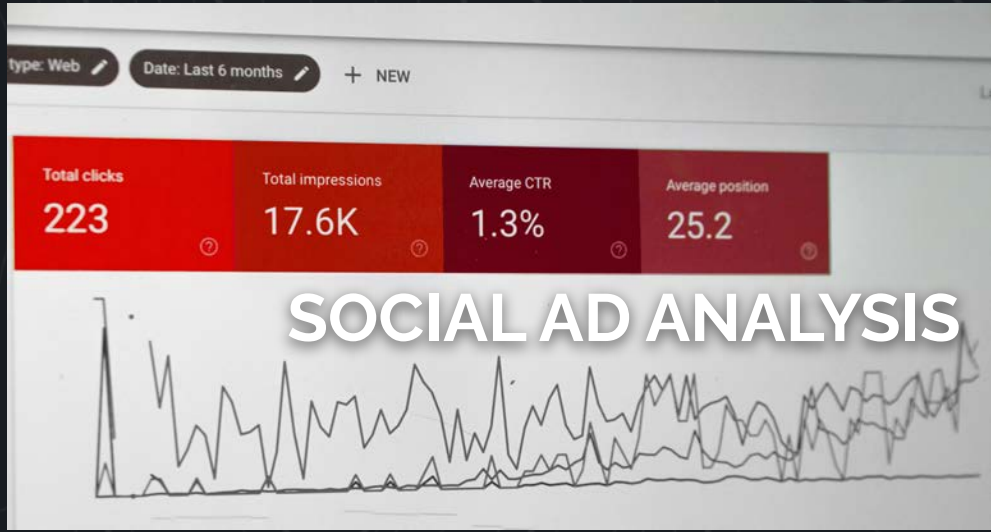 type: Web
Date: Last 6 months
+ NEW
Total clicks
Total impressions
Average CTR
Average position
223
17.6K
1.3%
25.2
SOCIAL AD ANALYSIS